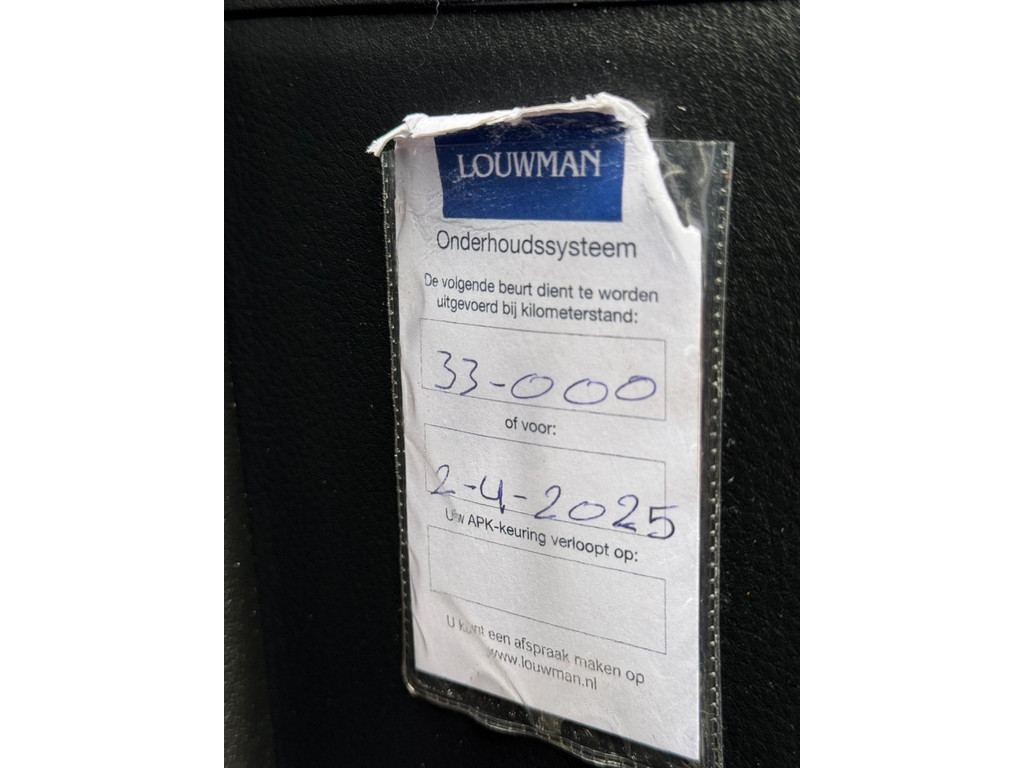 LOUWMAN
Onderhoudssysteem
De volgende beurt dient te worden
uitgevoerd bij kilometerstand:
33-000
of voor:
2-4-2025
Uw APK-keuring verloopt op:
U kunt een afspraak maken op
www.louwman.nl